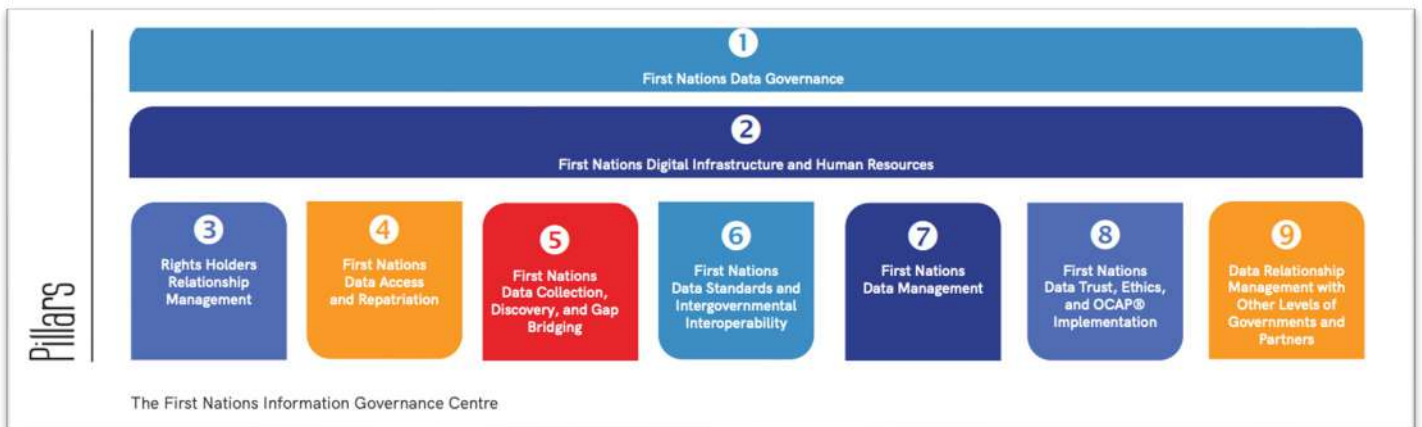 Pillars
1
First Nations Data Governance
2
First Nations Digital Infrastructure and Human Resources
3
Rights Holders
Relationship
Management
4
First Nations
Data Access
and Repatriation
5
First Nations
Data Collection,
Discovery, and Gap
Bridging
6
First Nations
Data Standards and
Intergovernmental
Interoperability
7
First Nations
Data Management
8
First Nations
Data Trust, Ethics,
and OCAP®
Implementation
9
Data Relationship
Management with
Other Levels of
Governments and
Partners
The First Nations Information Governance Centre